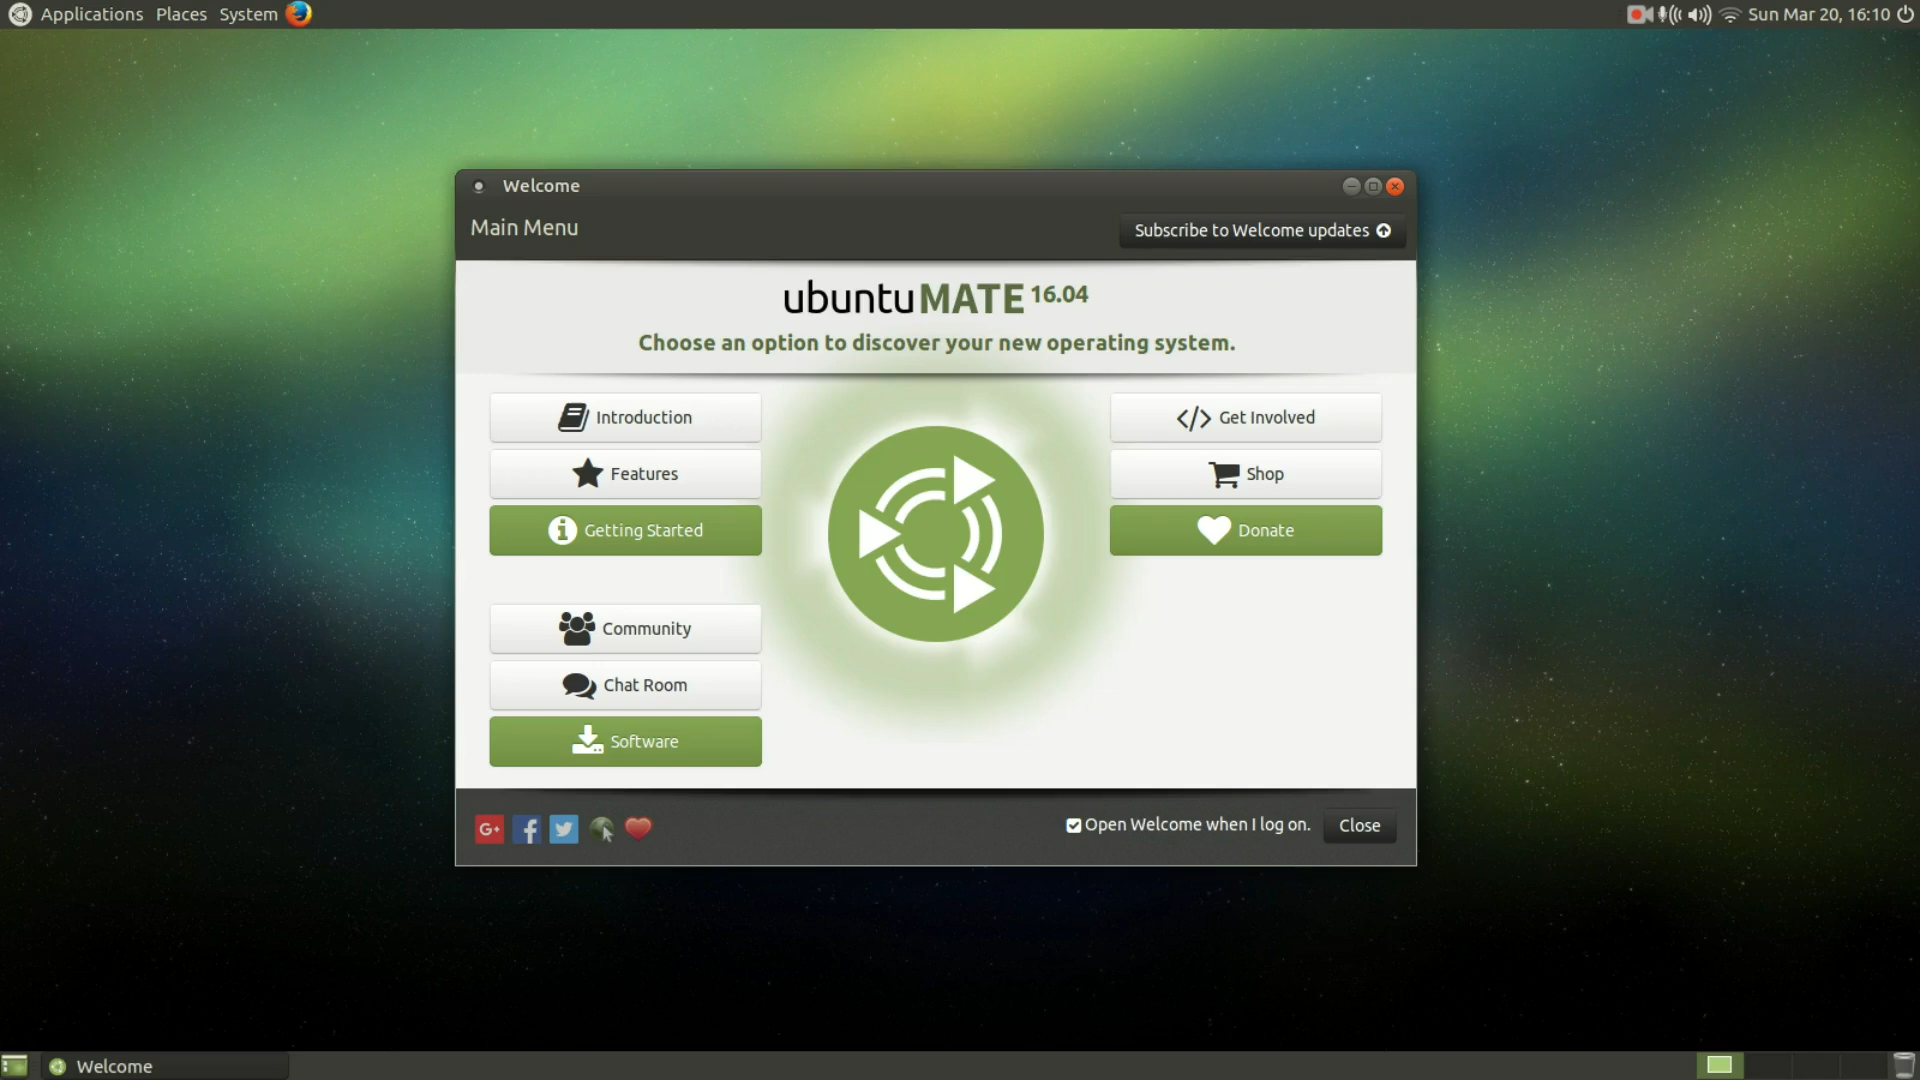 Applications Places System
Sun Mar 20, 16:10
Welcome
Main Menu
Subscribe to Welcome updates
ubuntu MATE 16.04
Choose an option to discover your new operating system.
Introduction
Features
Getting Started
Community
Chat Room
Software
Get Involved
Shop
Donate
G+ f
Open Welcome when I log on.
Close
Welcome